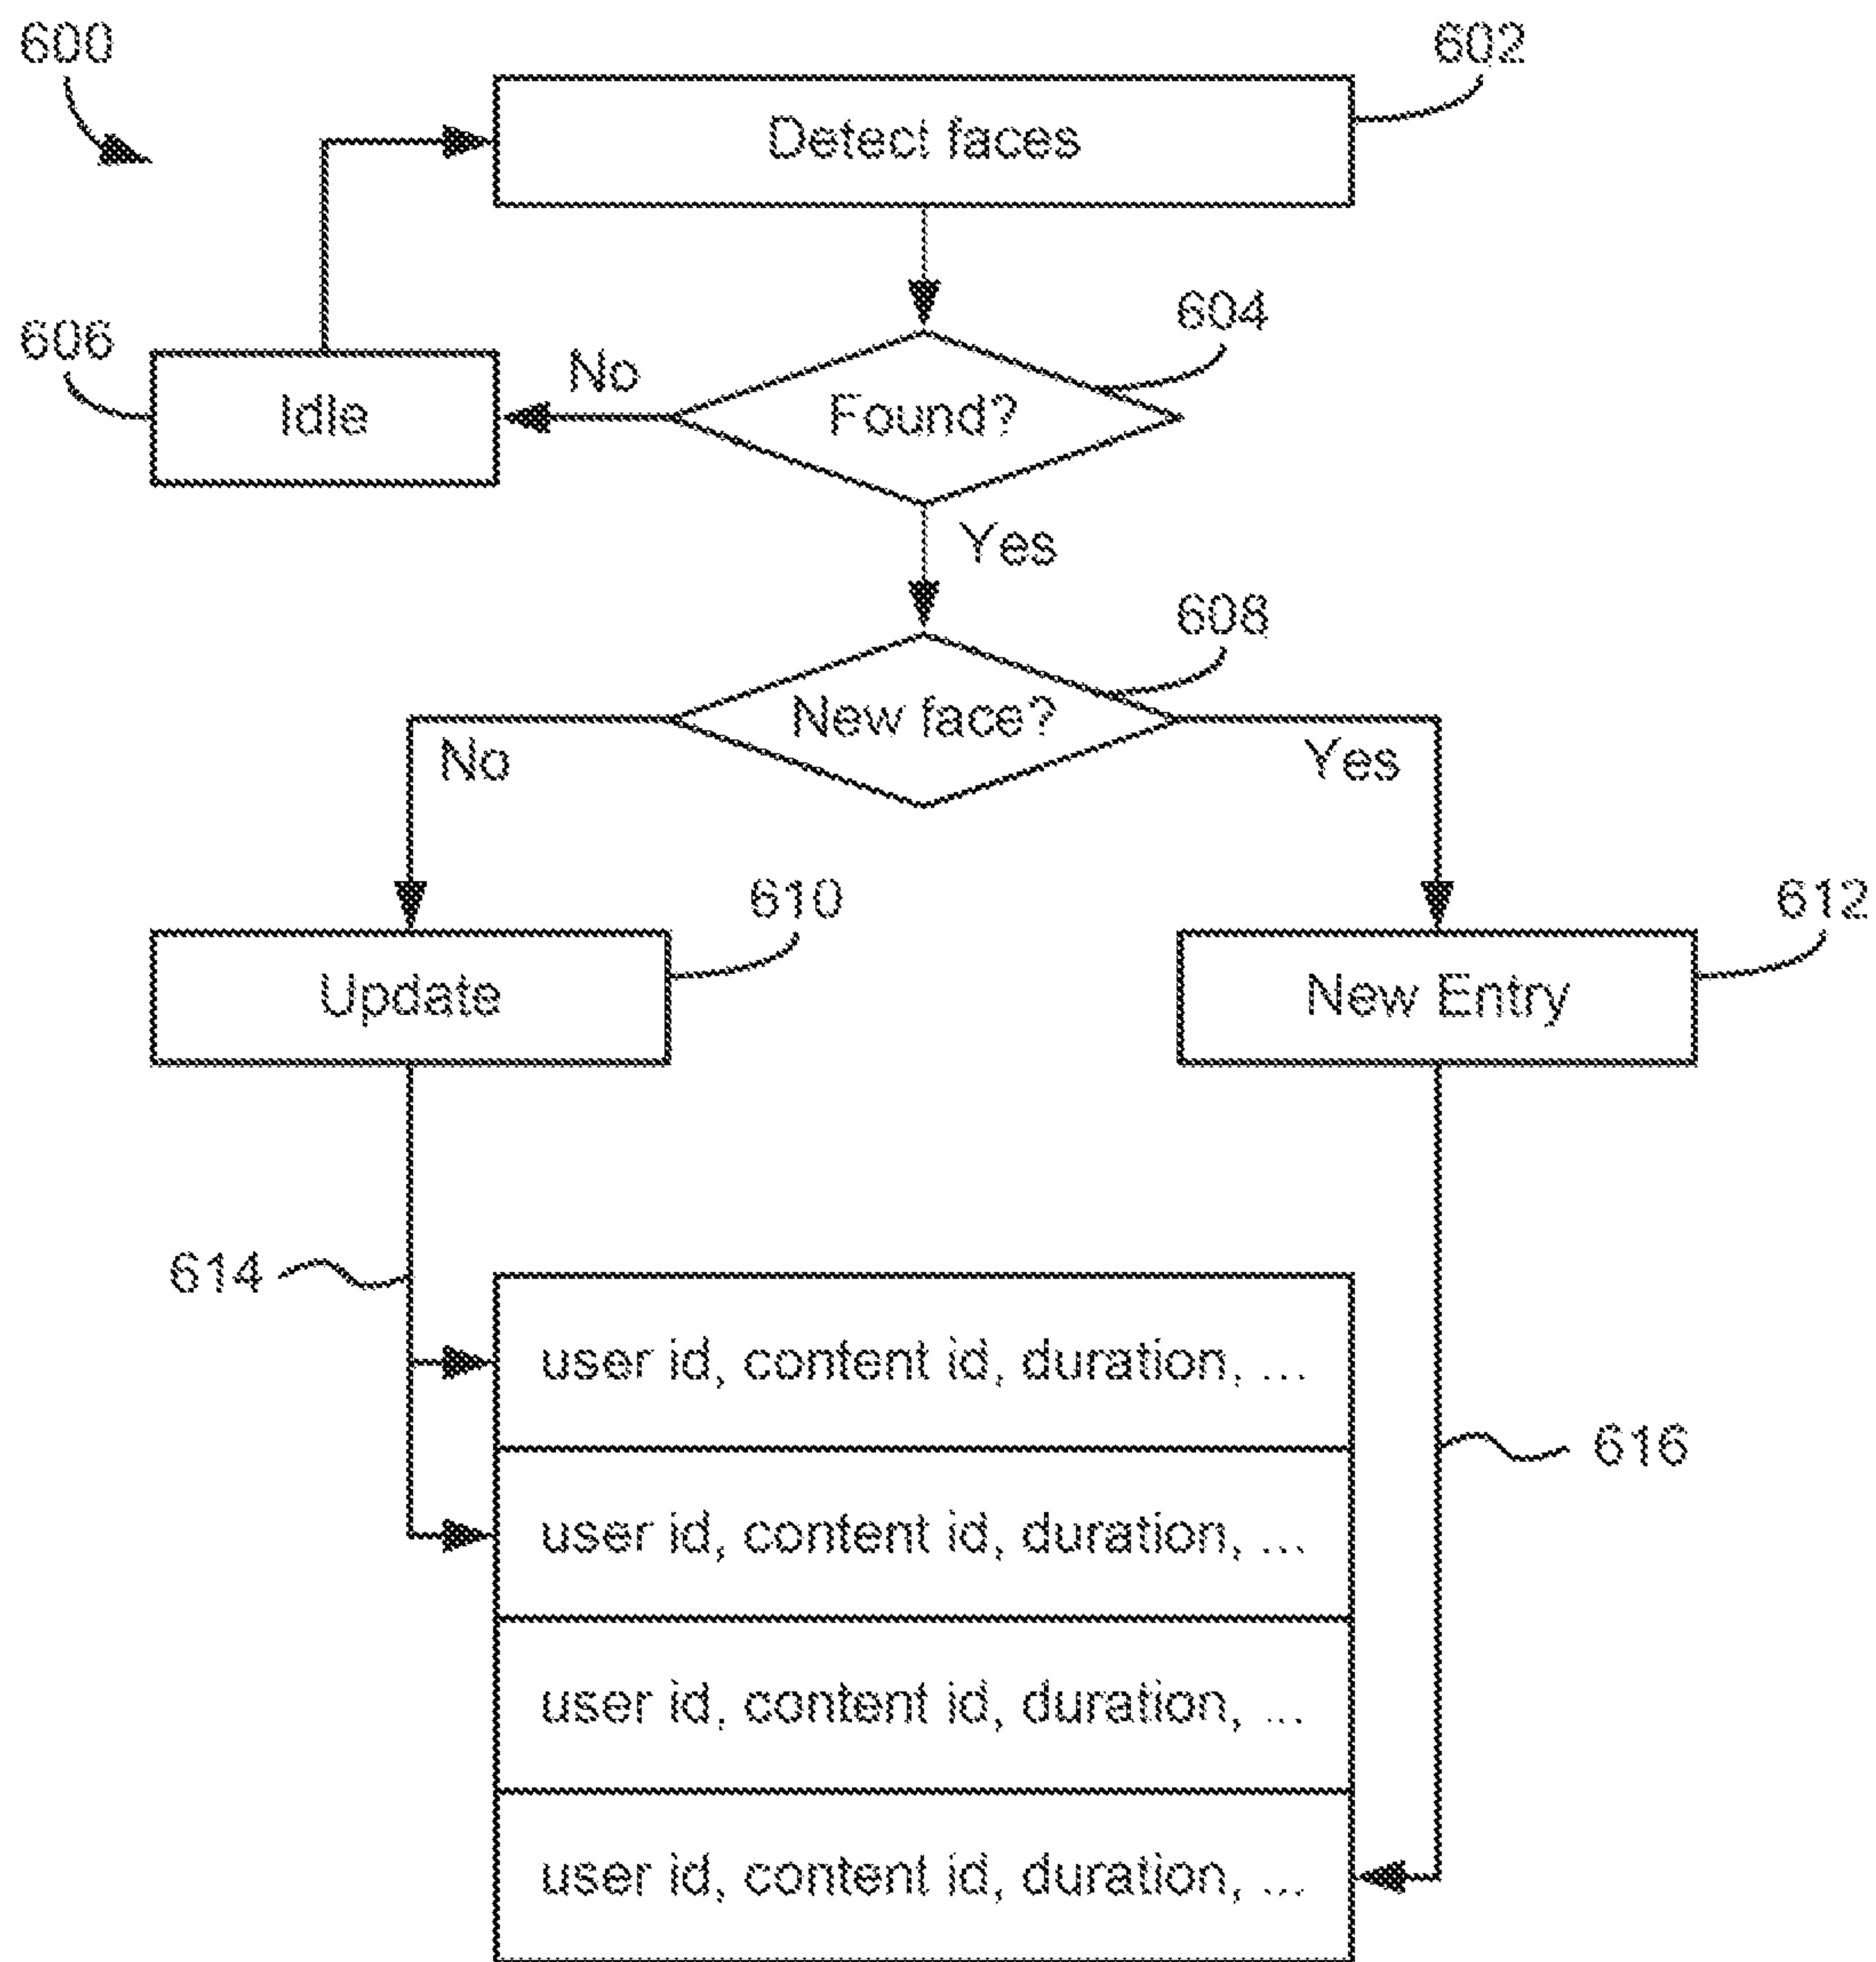 600
602
Detect faces
604
606
No
Idle
Found?
Yes
608
New face?
No
Yes
610
612
Update
New Entry
614
user id, content id, duration, ...
616
user id, content id, duration, ...
user id, content id, duration, ...
user id, content id, duration, ...